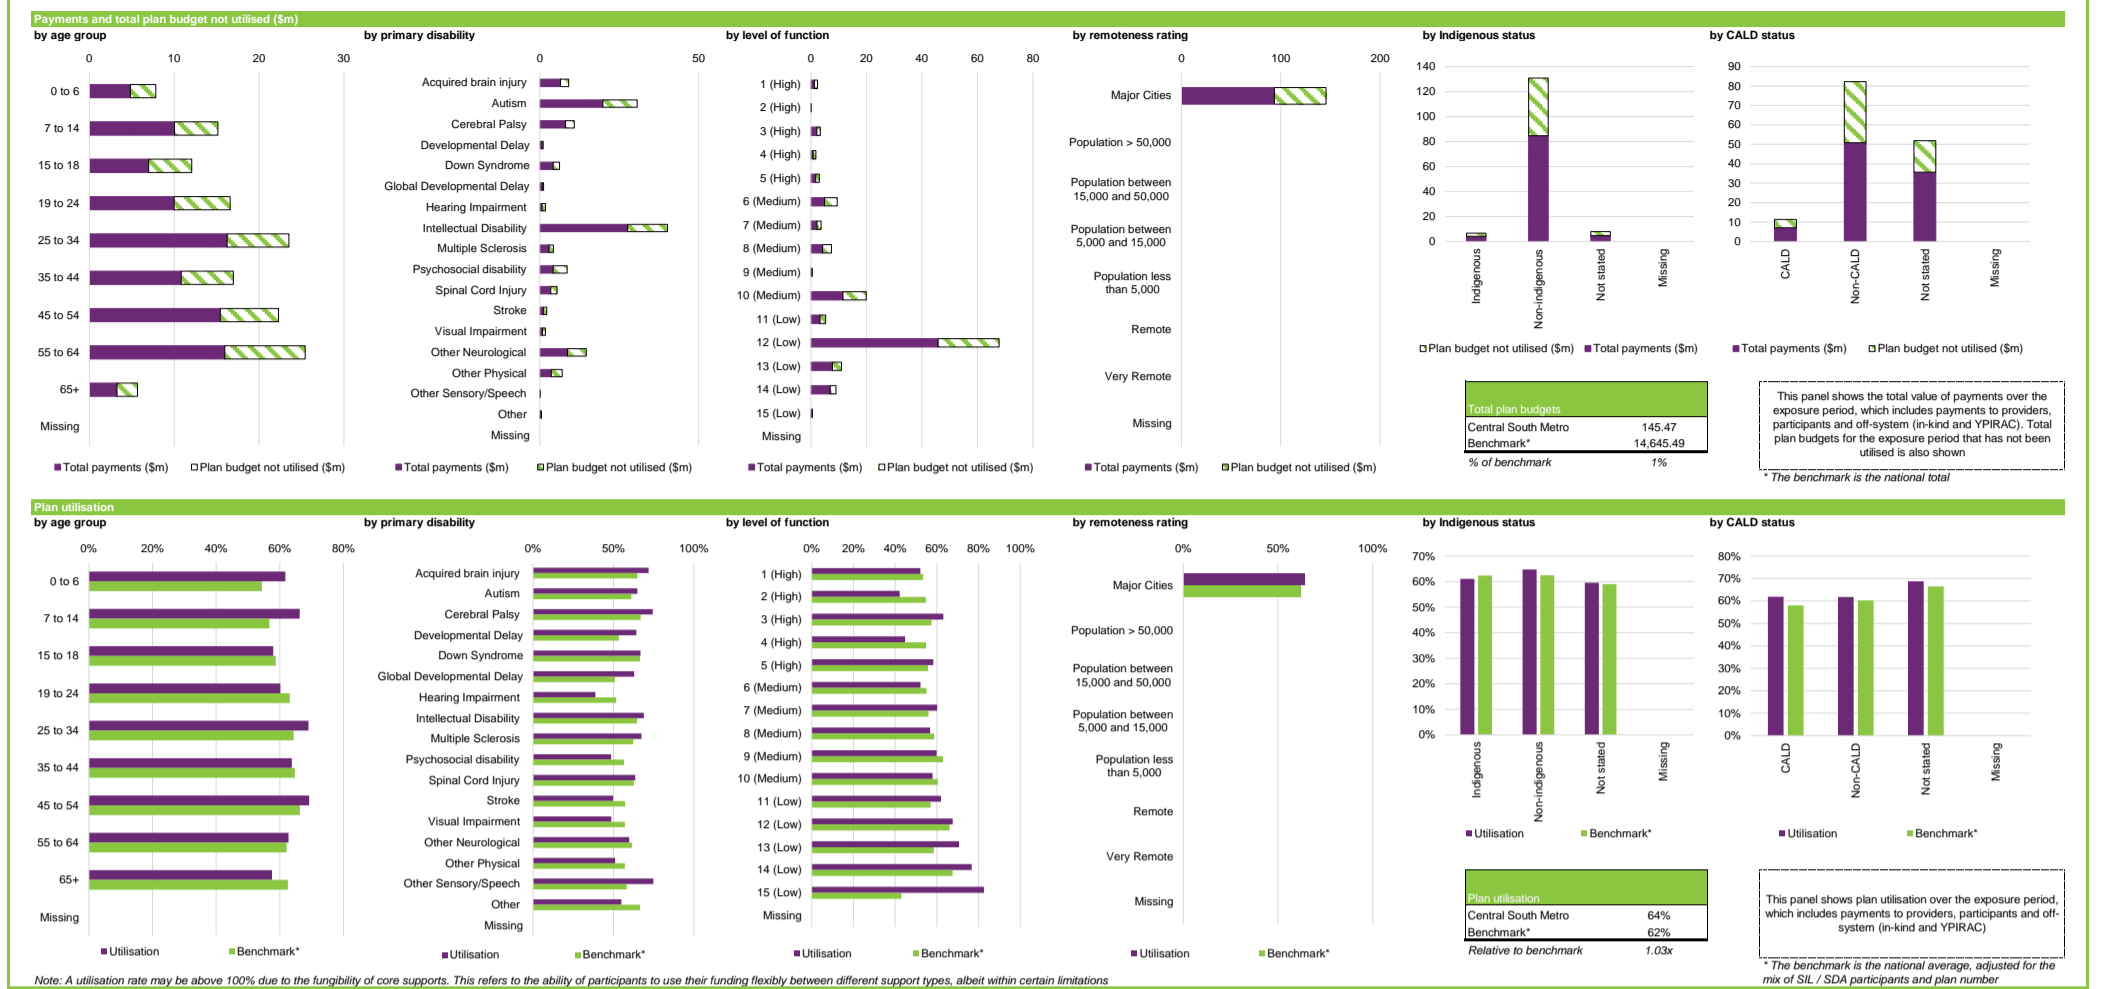 Payments and total plan budget not utilised ($m)
by age group
0
10
20
30
0 to 6
7 to 14
15 to 18
19 to 24
25 to 34
35 to 44
45 to 54
55 to 64
65+
Missing
Total payments ($m)
Plan budget not utilised ($m)
by primary disability
0
50
Acquired brain injury
Autism
Cerebral Palsy
Developmental Delay
Down Syndrome
Global Developmental Delay
Hearing Impairment
Intellectual Disability
Multiple Sclerosis
Psychosocial disability
Spinal Cord Injury
Stroke
Visual Impairment
Other Neurological
Other Physical
Other Sensory/Speech
Other
Missing
Total payments ($m)
Plan budget not utilised ($m)
by level of function
0
20
40
60
80
1 (High)
2 (High)
3 (High)
4 (High)
5 (High)
6 (Medium)
7 (Medium)
8 (Medium)
9 (Medium)
10 (Medium)
11 (Low)
12 (Low)
13 (Low)
14 (Low)
15 (Low)
Missing
Total payments ($m)
Plan budget not utilised ($m)
by remoteness rating
0
100
200
Major Cities
Population > 50,000
Population between
15,000 and 50,000
Population between
5,000 and 15,000
Population less
than 5,000
Remote
Very Remote
Missing
Total payments ($m)
Plan budget not utilised ($m)
by Indigenous status
140
120
100
80
60
40
20
0
Indigenous
Non-indigenous
Not stated
Missing
Plan budget not utilised ($m)
Total payments ($m)
by CALD status
90
80
70
60
50
40
30
20
10
0
CALD
Non-CALD
Not stated
Missing
Total payments ($m)
Plan budget not utilised ($m)
Total plan budgets
Central South Metro 145.47
Benchmark* 14,645.49
% of benchmark 1%
This panel shows the total value of payments over the
exposure period, which includes payments to providers,
participants and off-system (in-kind and YPIRAC). Total
plan budgets for the exposure period that has not been
utilised is also shown
* The benchmark is the national total
Plan utilisation
by age group
0%
20%
40%
60%
80%
0 to 6
7 to 14
15 to 18
19 to 24
25 to 34
35 to 44
45 to 54
55 to 64
65+
Missing
Utilisation
Benchmark*
by primary disability
0%
50%
100%
Acquired brain injury
Autism
Cerebral Palsy
Developmental Delay
Down Syndrome
Global Developmental Delay
Hearing Impairment
Intellectual Disability
Multiple Sclerosis
Psychosocial disability
Spinal Cord Injury
Stroke
Visual Impairment
Other Neurological
Other Physical
Other Sensory/Speech
Other
Missing
Utilisation
Benchmark*
by level of function
0%
20%
40%
60%
80%
100%
1 (High)
2 (High)
3 (High)
4 (High)
5 (High)
6 (Medium)
7 (Medium)
8 (Medium)
9 (Medium)
10 (Medium)
11 (Low)
12 (Low)
13 (Low)
14 (Low)
15 (Low)
Missing
Utilisation
Benchmark*
by remoteness rating
0%
50%
100%
Major Cities
Population > 50,000
Population between
15,000 and 50,000
Population between
5,000 and 15,000
Population less
than 5,000
Remote
Very Remote
Missing
Utilisation
Benchmark*
by Indigenous status
70%
60%
50%
40%
30%
20%
10%
0%
Indigenous
Non-indigenous
Not stated
Missing
Utilisation
Benchmark*
by CALD status
80%
70%
60%
50%
40%
30%
20%
10%
0%
CALD
Non-CALD
Not stated
Missing
Utilisation
Benchmark*
Plan utilisation
Central South Metro 64%
Benchmark* 62%
Relative to benchmark 1.03x
This panel shows plan utilisation over the exposure period,
which includes payments to providers, participants and off-
system (in-kind and YPIRAC)
* The benchmark is the national average, adjusted for the
mix of SIL / SDA participants and plan number
Note: A utilisation rate may be above 100% due to the fungibility of core supports. This refers to the ability of participants to use their funding flexibly between different support types, albeit within certain limitations